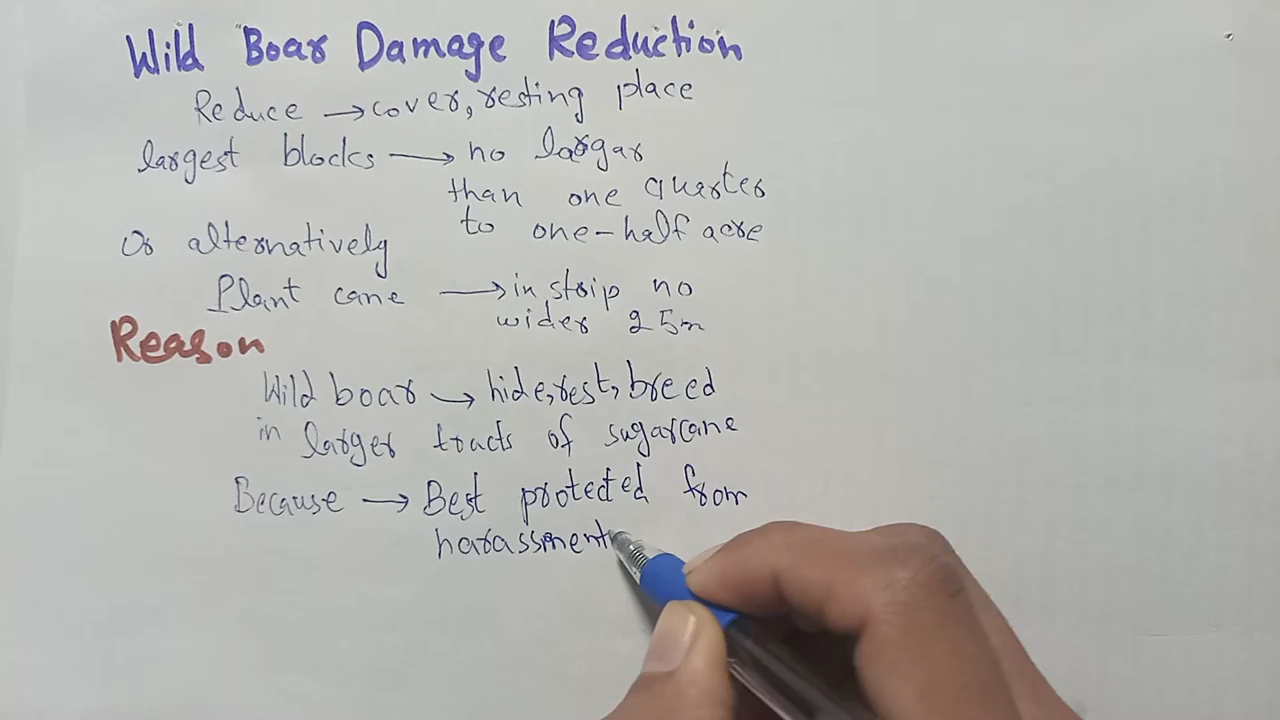 Wild Boar Damage Reduction
Reduce → cover, resting place
largest blocks → no largar
than one quarter
to one-half acre
Or alternatively
Plant cane → in strip no
wider 25m
Reason
Wild boar → hide, rest, breed
in larger tracts of sugarcane
Because → Best protected from
harassment